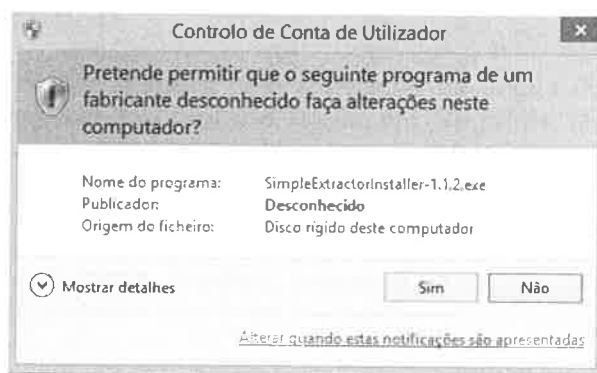 Controlo de Conta de Utilizador
Pretende permitir que o seguinte programa de um
fabricante desconhecido faça alterações neste
computador?
Nome do programa: SimpleExtractorInstaller-1.1.2.exe
Publicador: Desconhecido
Origem do ficheiro: Disco rígido deste computador
Mostrar detalhes
Sim
Não
Alterar quando estas notificações são apresentadas